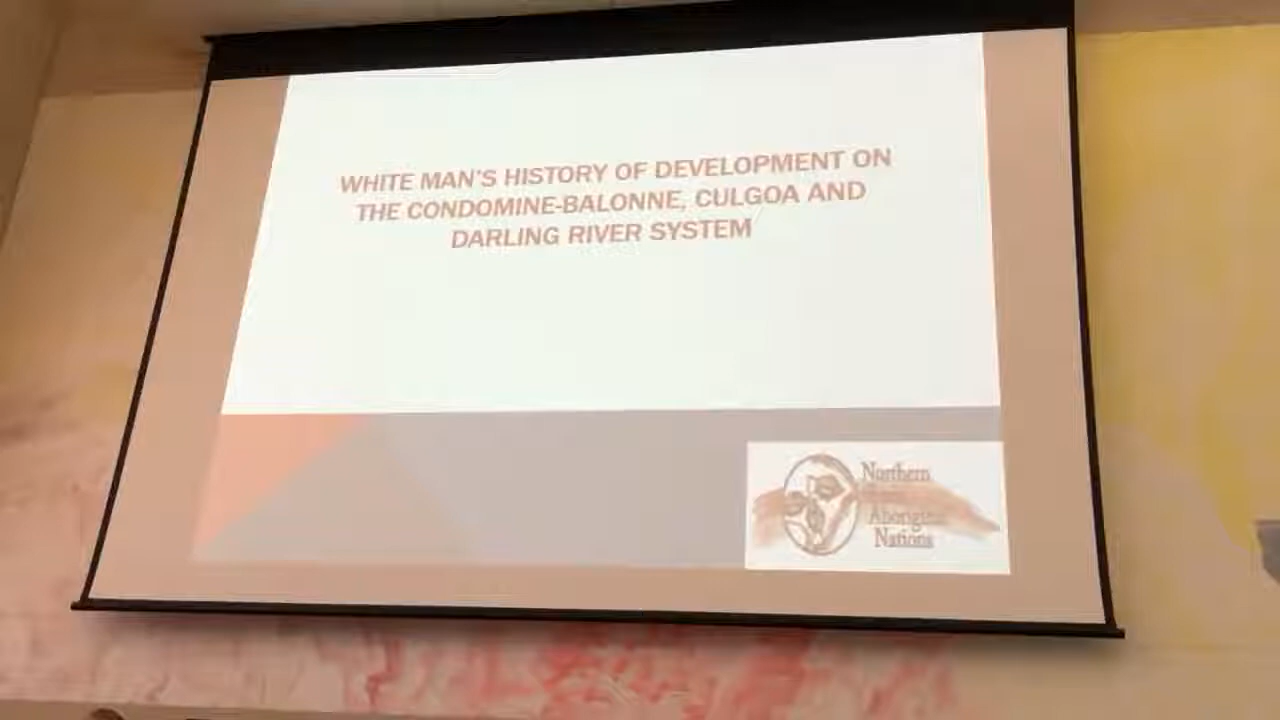 WHITE MAN'S HISTORY OF DEVELOPMENT ON
THE CONDOMINE-BALONNE, CULGOA AND
DARLING RIVER SYSTEM
Northern
Nations